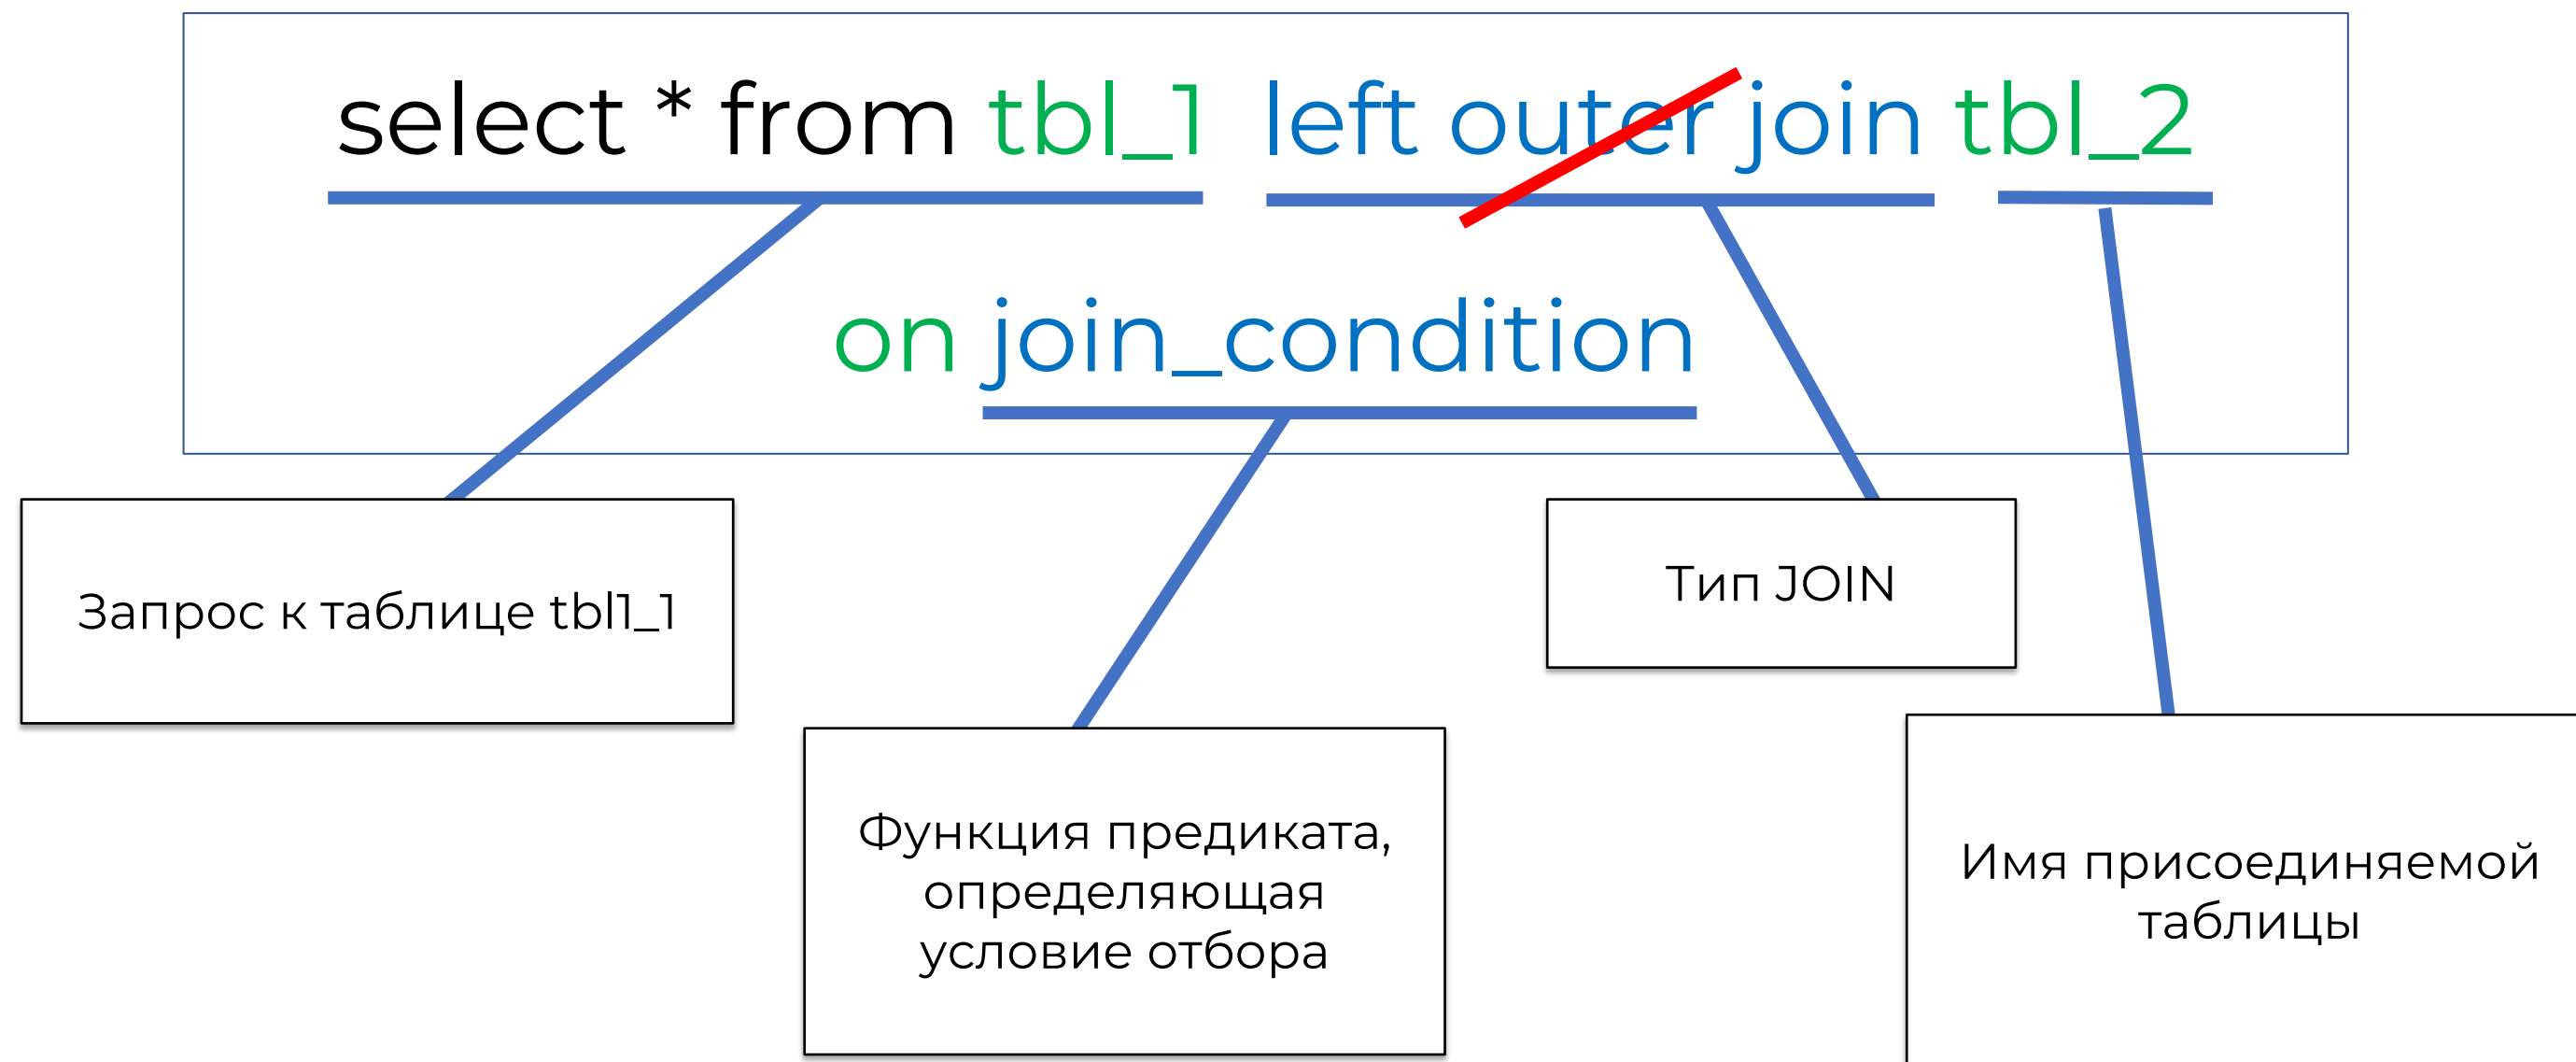 select * from tbl_1 left outer join tbl_2
on join_condition
Запрос к таблице tbl1_1
Тип JOIN
Функция предиката,
определяющая
условие отбора
Имя присоединяемой
таблицы